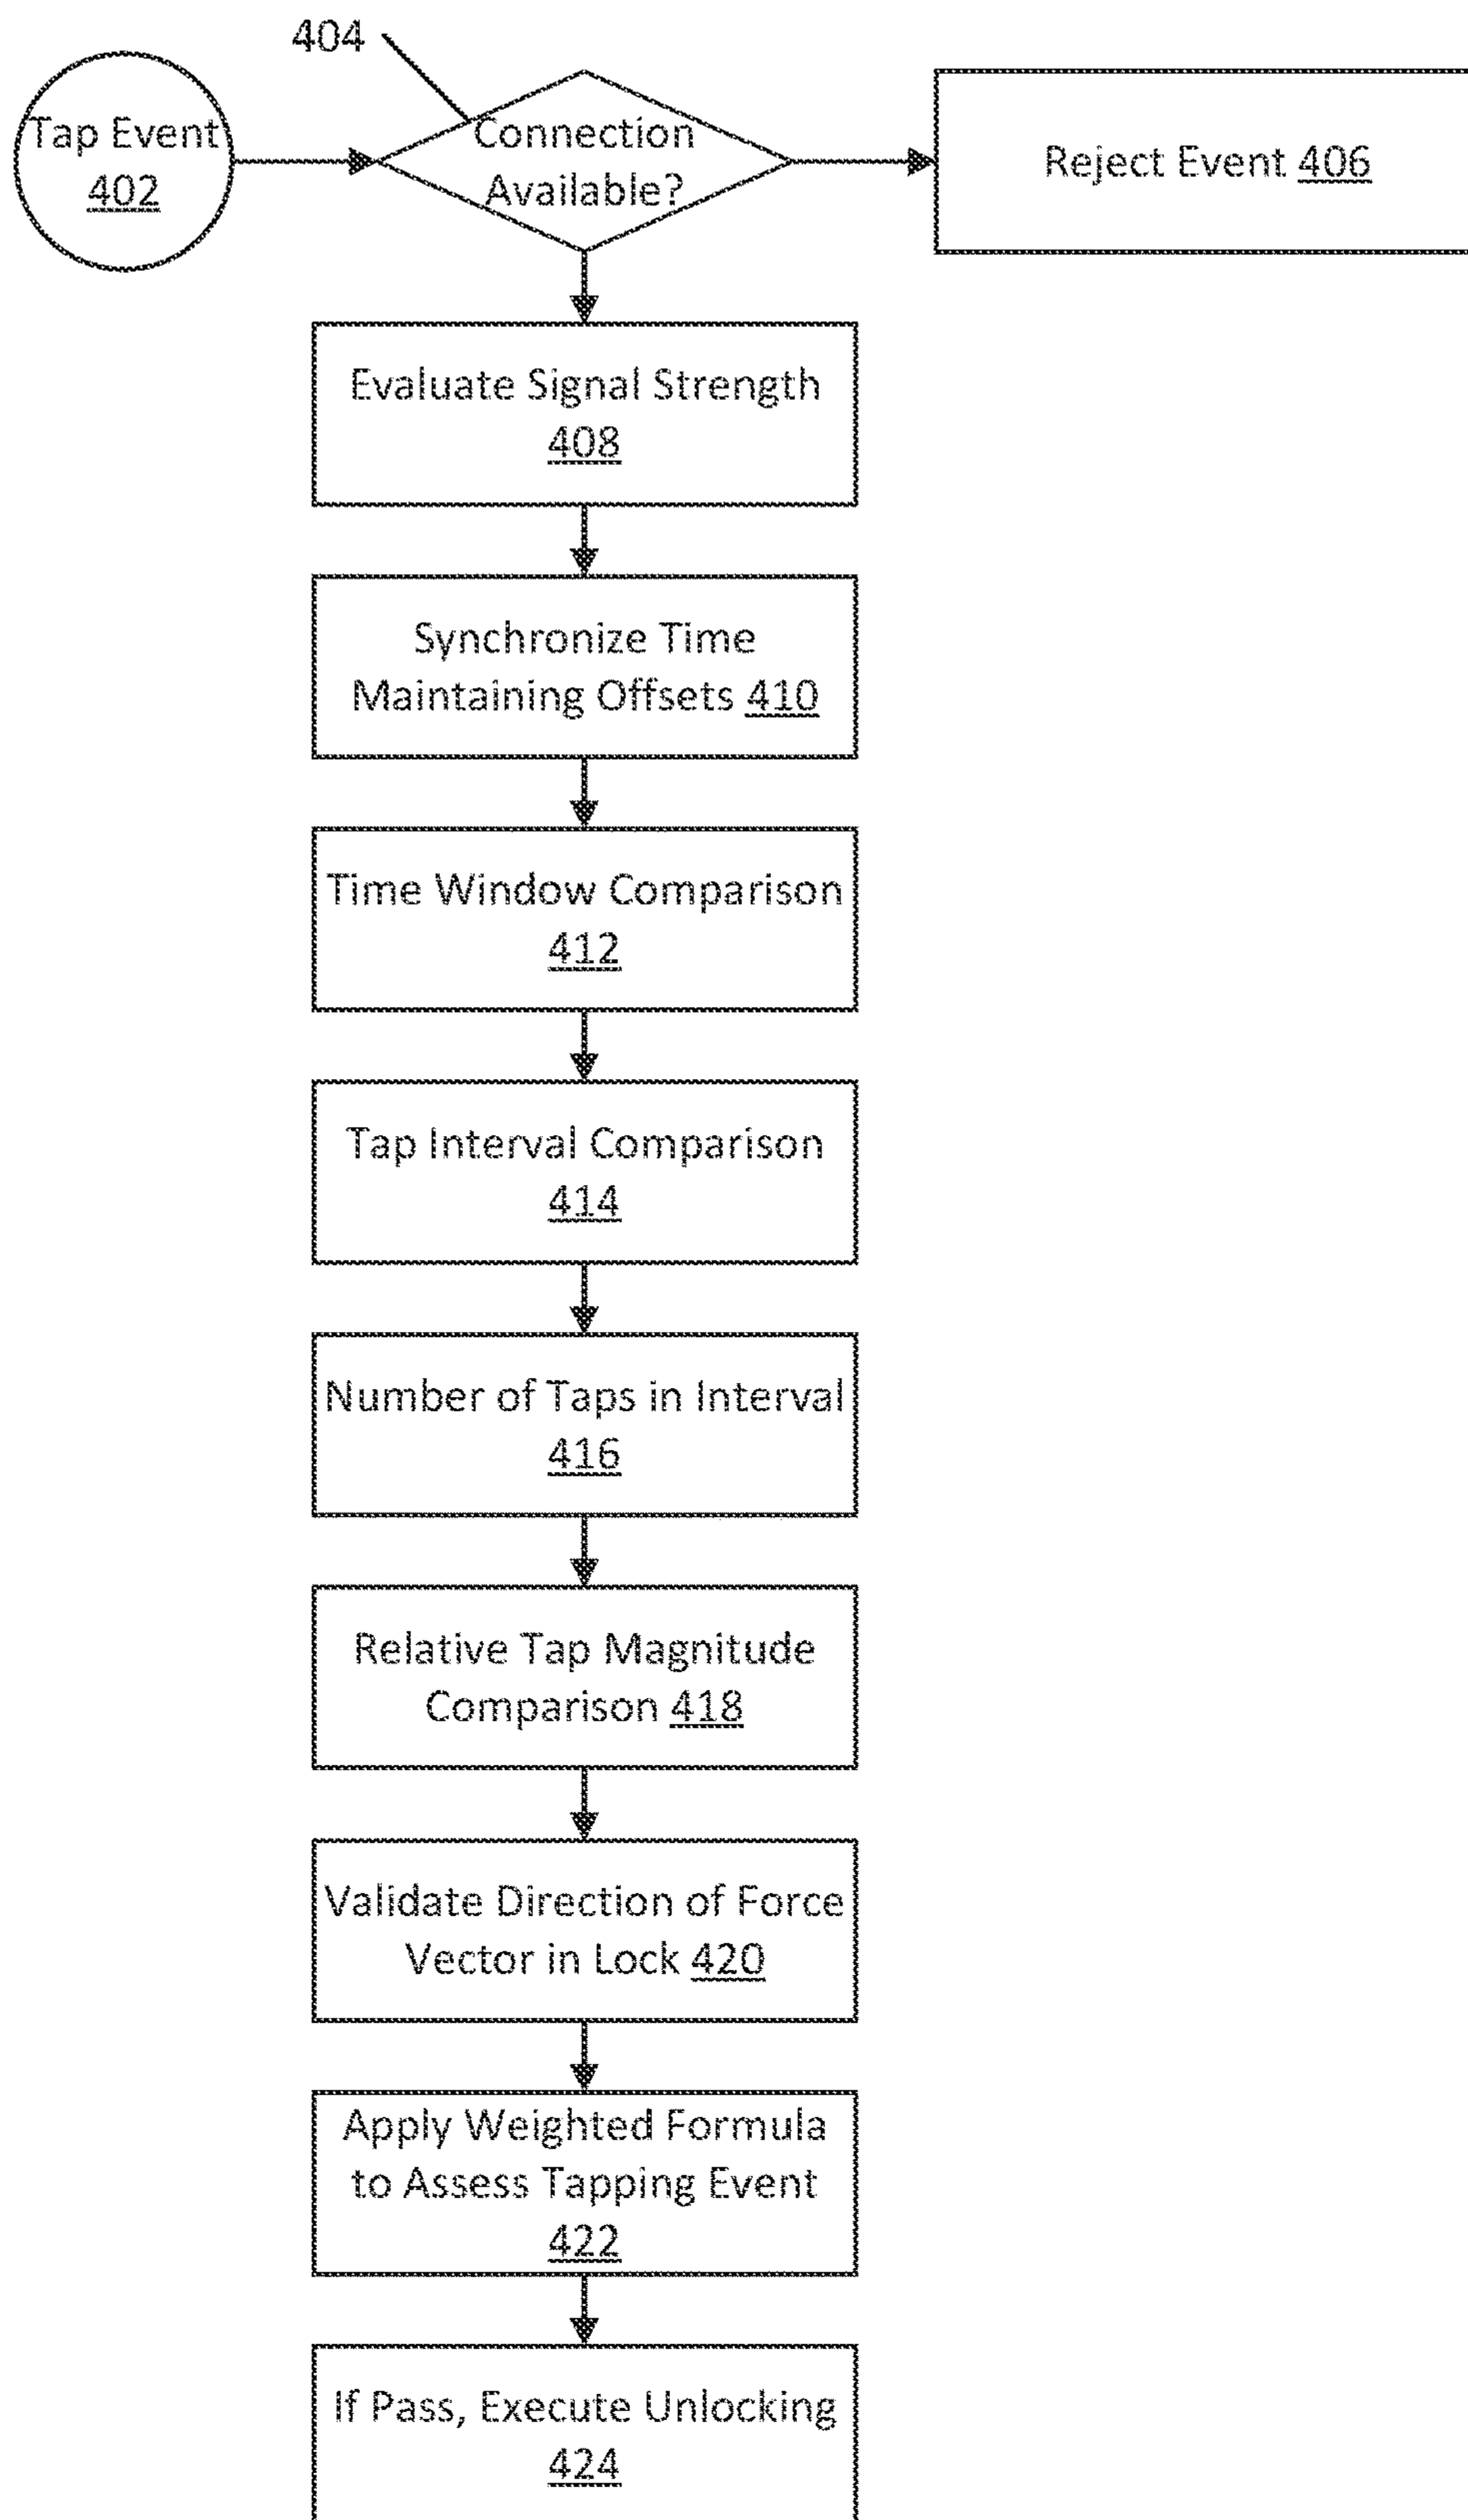 404
Tap Event
402
Connection
Available?
Reject Event 406
Evaluate Signal Strength
408
Synchronize Time
Maintaining Offsets 410
Time Window Comparison
412
Tap Interval Comparison
414
Number of Taps in Interval
416
Relative Tap Magnitude
Comparison 418
Validate Direction of Force
Vector in Lock 420
Apply Weighted Formula
to Assess Tapping Event
422
If Pass, Execute Unlocking
424